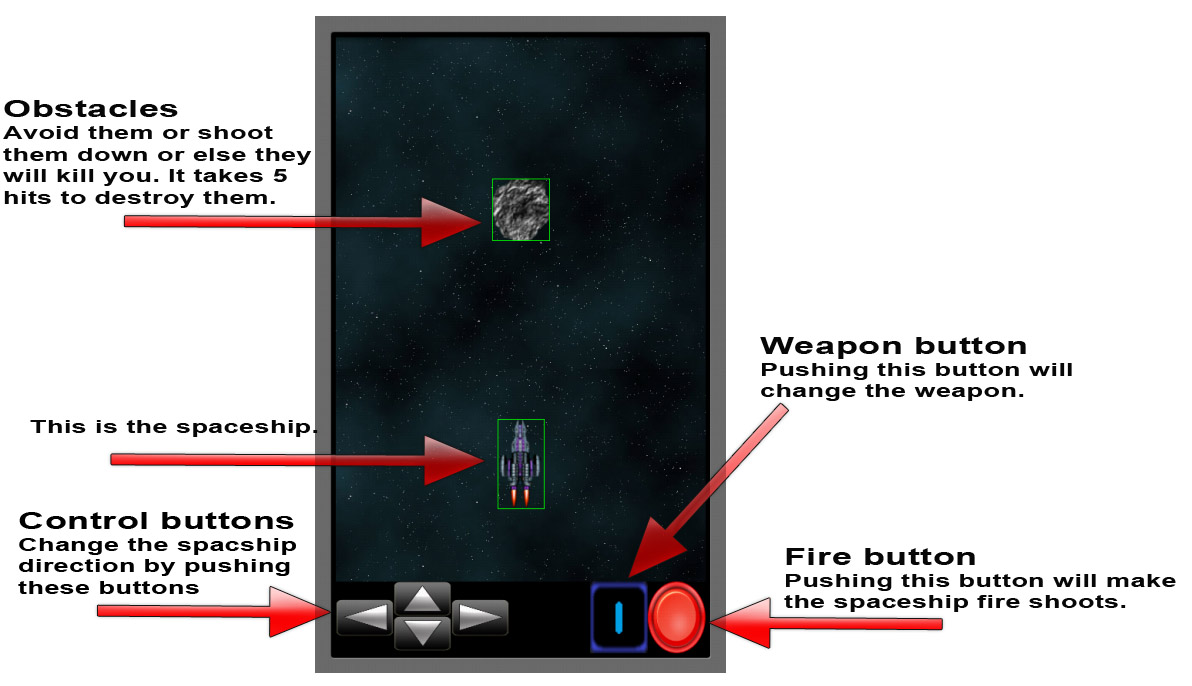 Obstacles
Avoid them or shoot
them down or else they
will kill you. It takes 5
hits to destroy them.
This is the spaceship.
Control buttons
Change the spacship
direction by pushing
these buttons
Weapon button
Pushing this button will
change the weapon.
Fire button
Pushing this button will make
the spaceship fire shoots.